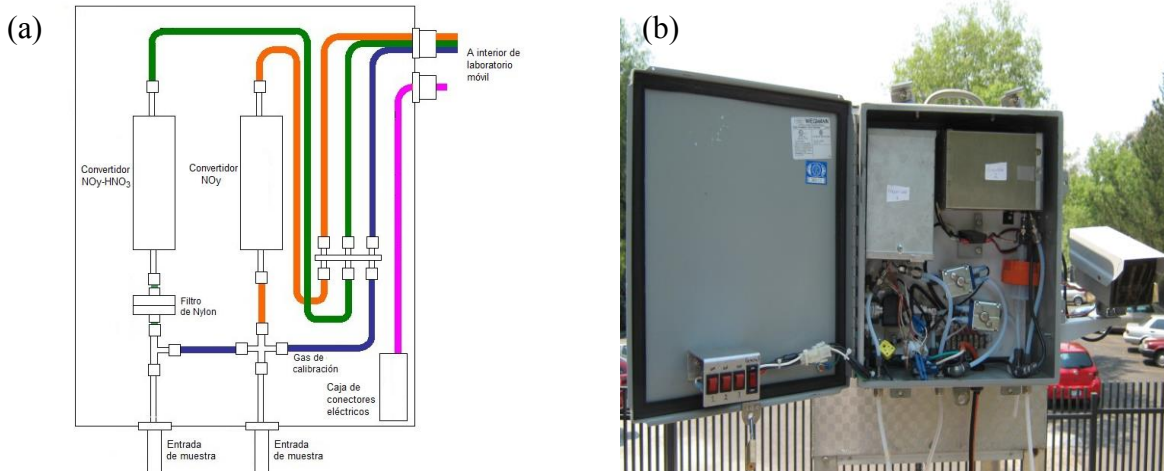 (a)
A interior de
laboratorio
móvil
Convertidor
NOy-HNO3
Convertidor
NOy
Filtro
de Nylon
Gas de
calibración
Caja de
conectores
eléctricos
Entrada
de muestra
Entrada
de muestra
(b)